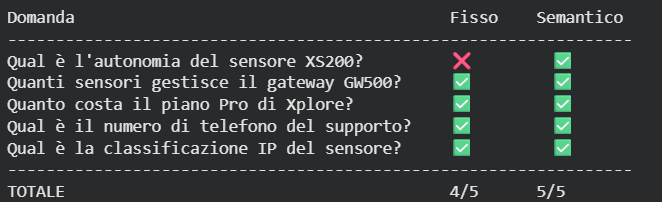 Domanda Fisso Semantico
----------------------------------------------------------------
Qual è l'autonomia del sensore XS200? ❌ ✅
Quanti sensori gestisce il gateway GW500? ✅ ✅
Quanto costa il piano Pro di Xplore? ✅ ✅
Qual è il numero di telefono del supporto? ✅ ✅
Qual è la classificazione IP del sensore? ✅ ✅
----------------------------------------------------------------
TOTALE 4/5 5/5